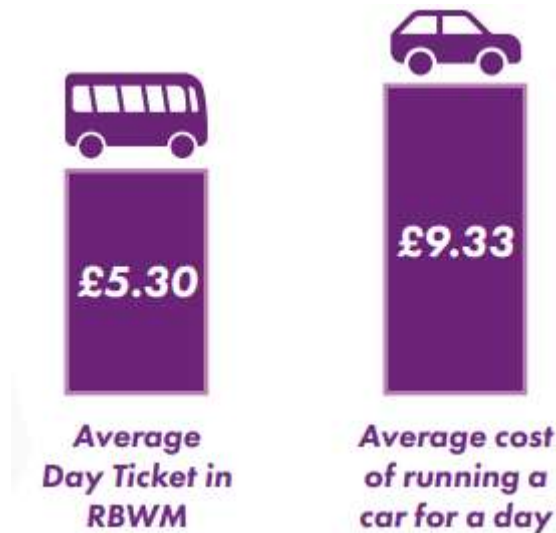 £5.30
Average
Day Ticket in
RBWM
£9.33
Average cost
of running a
car for a day